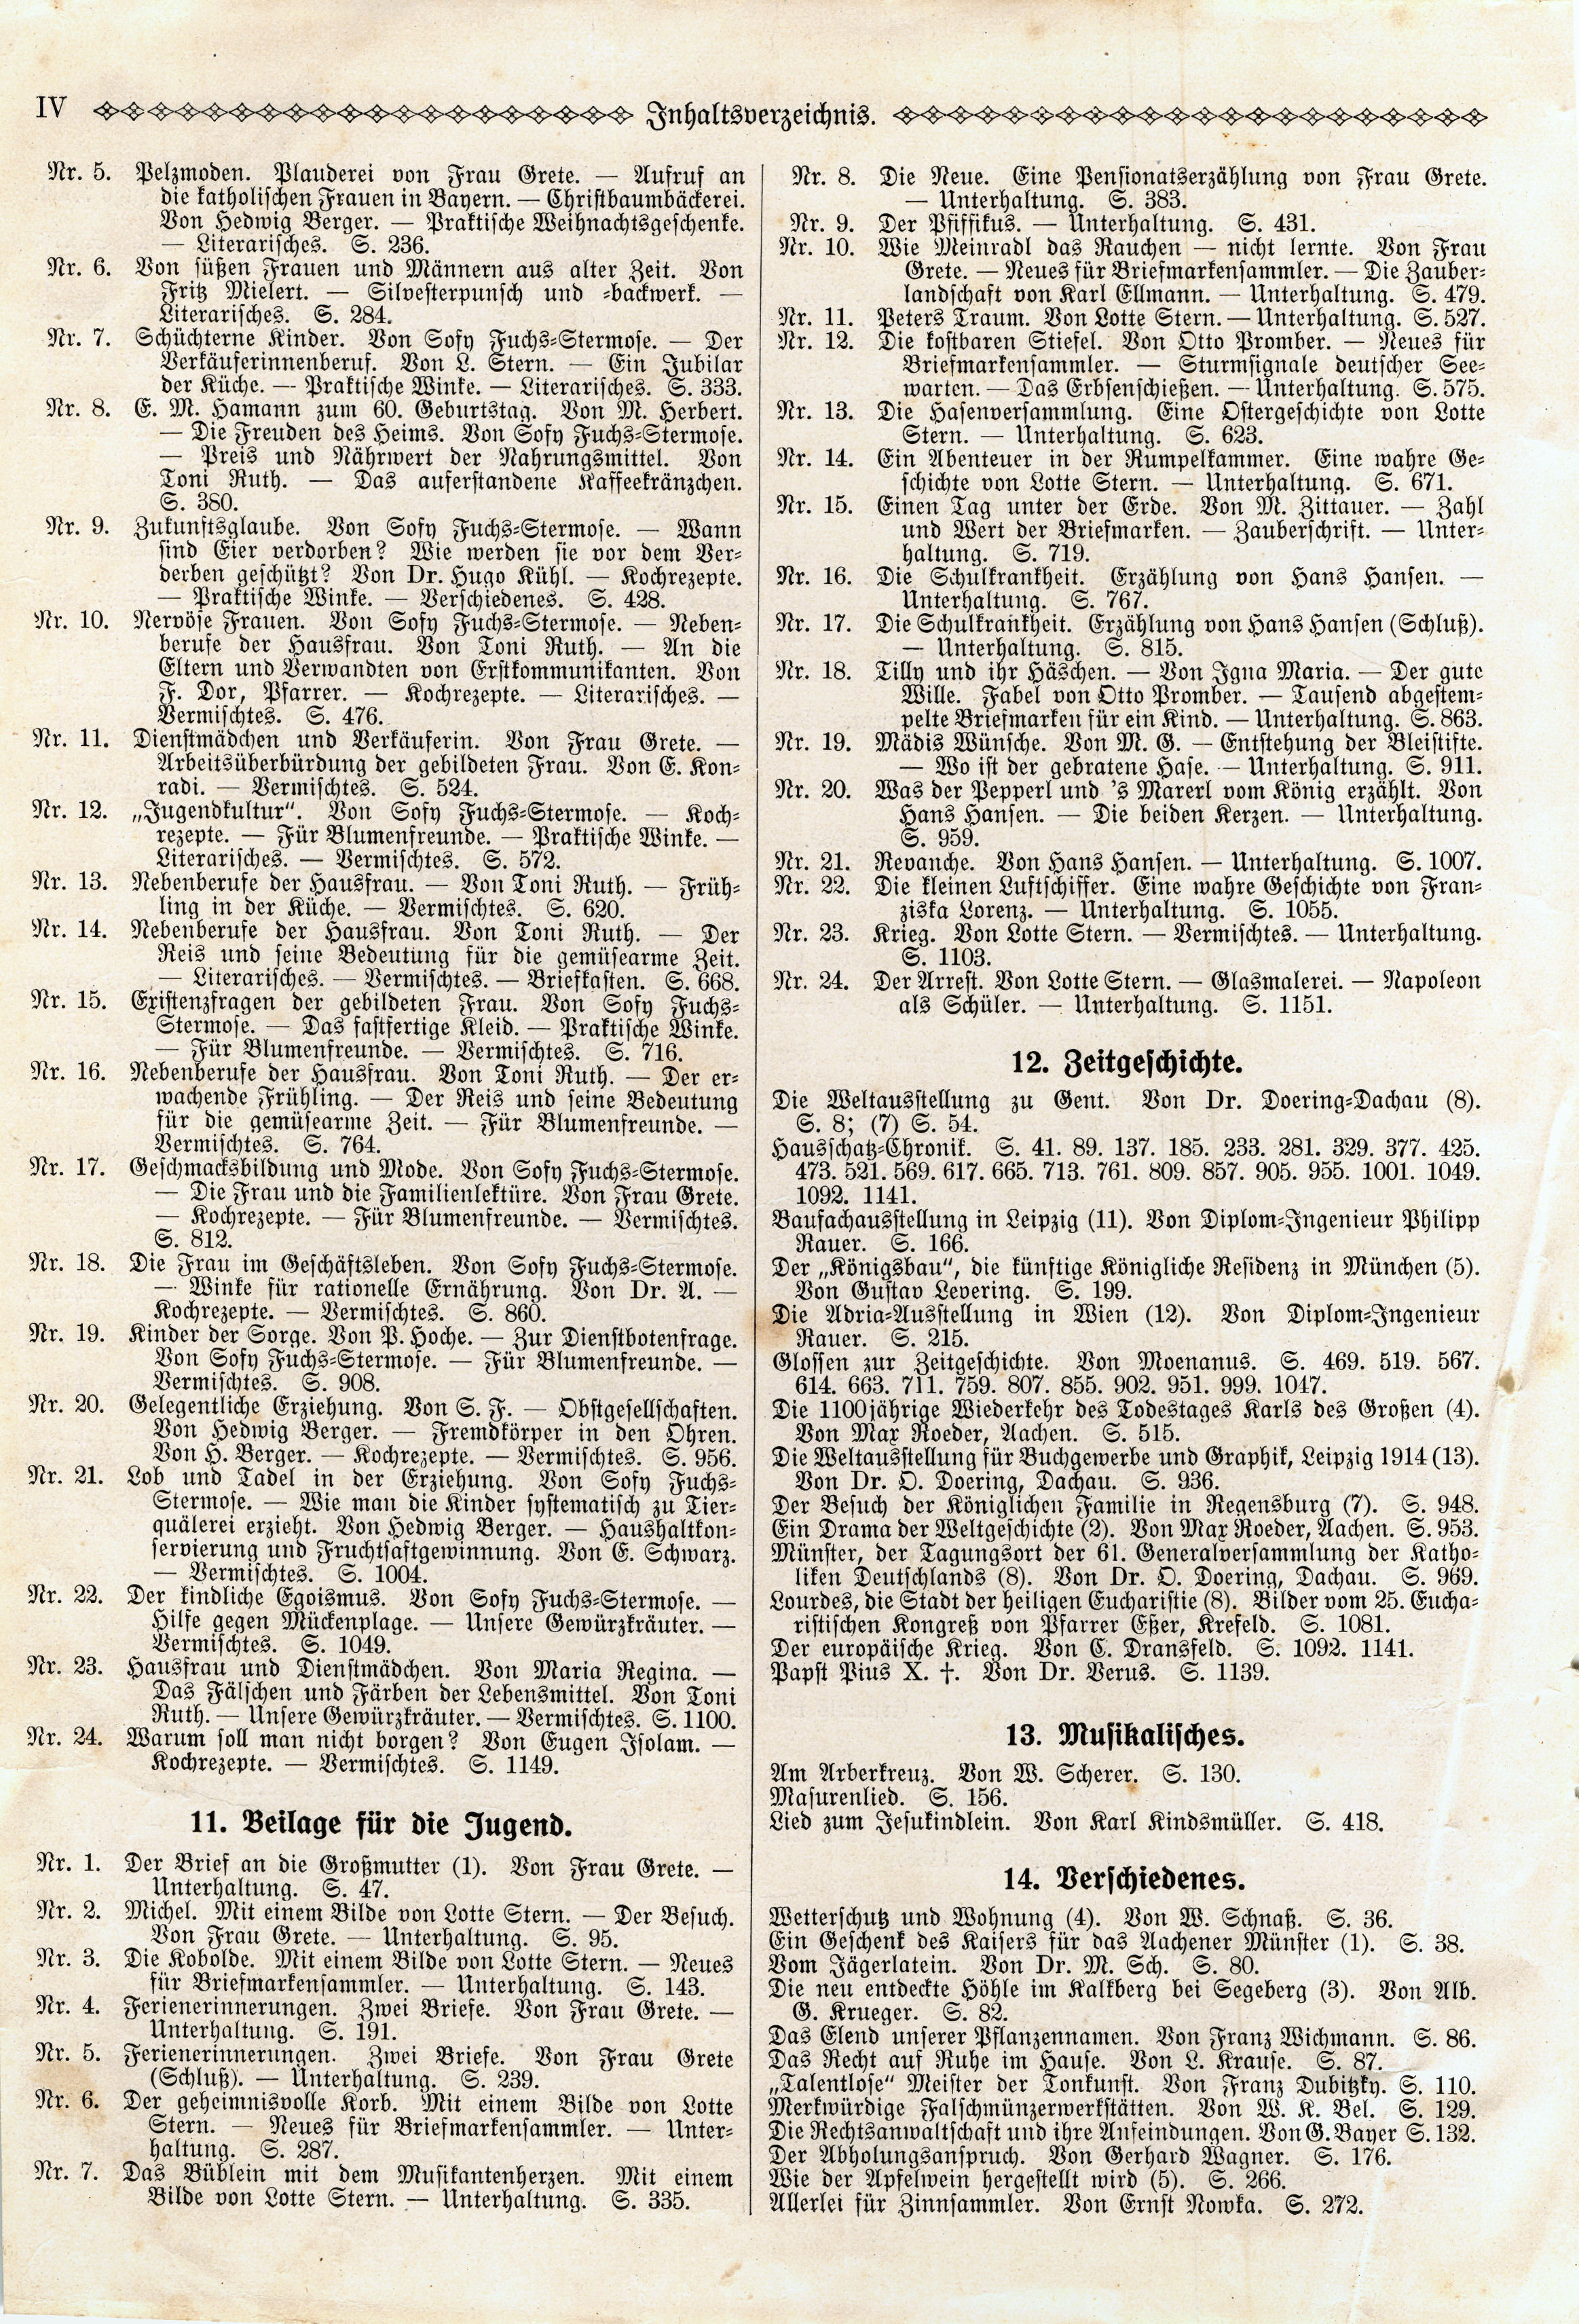 IV Inhaltsverzeichnis.
Nr. 5. Pelzmoden. Plauderei von Frau Grete. — Aufruf an
die katholischen Frauen in Bayern. — Christbaumbäckerei.
Von Hedwig Berger. — Praktische Weihnachtsgeschenke.
— Literarisches. S. 236.
Nr. 6. Von süßen Frauen und Männern aus alter Zeit. Von
Fritz Mielert. — Silvesterpunsch und -backwerk. —
Literarisches. S. 284.
Nr. 7. Schüchterne Kinder. Von Sofy Fuchs-Stermose. — Der
Verkäuferinnenberuf. Von L. Stern. — Ein Jubilar
der Küche. — Praktische Winke. — Literarisches. S. 333.
Nr. 8. E. M. Hamann zum 60. Geburtstag. Von M. Herbert.
— Die Freuden des Heims. Von Sofy Fuchs-Stermose.
— Preis und Nährwert der Nahrungsmittel. Von
Toni Ruth. — Das auferstandene Kaffeekränzchen.
S. 380.
Nr. 9. Zukunftsglaube. Von Sofy Fuchs-Stermose. — Wann
sind Eier verdorben? Wie werden sie vor dem Ver-
derben geschützt? Von Dr. Hugo Kühl. — Kochrezepte.
— Praktische Winke. — Verschiedenes. S. 428.
Nr. 10. Nervöse Frauen. Von Sofy Fuchs-Stermose. — Neben-
berufe der Hausfrau. Von Toni Ruth. — An die
Eltern und Verwandten von Erstkommunikanten. Von
F. Dor, Pfarrer. — Kochrezepte. — Literarisches. —
Vermischtes. S. 476.
Nr. 11. Dienstmädchen und Verkäuferin. Von Frau Grete. —
Arbeitsüberbürdung der gebildeten Frau. Von E. Kon-
radi. — Vermischtes. S. 524.
Nr. 12. „Jugendkultur“. Von Sofy Fuchs-Stermose. — Koch-
rezepte. — Für Blumenfreunde. — Praktische Winke. —
Literarisches. — Vermischtes. S. 572.
Nr. 13. Nebenberufe der Hausfrau. — Von Toni Ruth. — Früh-
ling in der Küche. — Vermischtes. S. 620.
Nr. 14. Nebenberufe der Hausfrau. Von Toni Ruth. — Der
Reis und seine Bedeutung für die gemüsearme Zeit.
— Literarisches. — Vermischtes. — Briefkasten. S. 668.
Nr. 15. Existenzfragen der gebildeten Frau. Von Sofy Fuchs-
Stermose. — Das fastfertige Kleid. — Praktische Winke.
— Für Blumenfreunde. — Vermischtes. S. 716.
Nr. 16. Nebenberufe der Hausfrau. Von Toni Ruth. — Der er-
wachende Frühling. — Der Reis und seine Bedeutung
für die gemüsearme Zeit. — Für Blumenfreunde. —
Vermischtes. S. 764.
Nr. 17. Geschmacksbildung und Mode. Von Sofy Fuchs-Stermose.
— Die Frau und die Familienlektüre. Von Frau Grete.
— Kochrezepte. — Für Blumenfreunde. — Vermischtes.
S. 812.
Nr. 18. Die Frau im Geschäftsleben. Von Sofy Fuchs-Stermose.
— Winke für rationelle Ernährung. Von Dr. A. —
Kochrezepte. — Vermischtes. S. 860.
Nr. 19. Kinder der Sorge. Von P. Hoche. — Zur Dienstbotenfrage.
Von Sofy Fuchs-Stermose. — Für Blumenfreunde. —
Vermischtes. S. 908.
Nr. 20. Gelegentliche Erziehung. Von S. F. — Obstgesellschaften.
Von Hedwig Berger. — Fremdkörper in den Ohren.
Von H. Berger. — Kochrezepte. — Vermischtes. S. 956.
Nr. 21. Lob und Tadel in der Erziehung. Von Sofy Fuchs-
Stermose. — Wie man die Kinder systematisch zu Tier-
quälerei erzieht. Von Hedwig Berger. — Haushaltkon-
servierung und Fruchtsaftgewinnung. Von E. Schwarz.
— Vermischtes. S. 1004.
Nr. 22. Der kindliche Egoismus. Von Sofy Fuchs-Stermose. —
Hilfe gegen Mückenplage. — Unsere Gewürzkräuter. —
Vermischtes. S. 1049.
Nr. 23. Hausfrau und Dienstmädchen. Von Maria Regina. —
Das Fälschen und Färben der Lebensmittel. Von Toni
Ruth. — Unsere Gewürzkräuter. — Vermischtes. S. 1100.
Nr. 24. Warum soll man nicht borgen? Von Eugen Isolam. —
Kochrezepte. — Vermischtes. S. 1149.
11. Beilage für die Jugend.
Nr. 1. Der Brief an die Großmutter (1). Von Frau Grete. —
Unterhaltung. S. 47.
Nr. 2. Michel. Mit einem Bilde von Lotte Stern. — Der Besuch.
Von Frau Grete. — Unterhaltung. S. 95.
Nr. 3. Die Kobolde. Mit einem Bilde von Lotte Stern. — Neues
für Briefmarkensammler. — Unterhaltung. S. 143.
Nr. 4. Ferienerinnerungen. Zwei Briefe. Von Frau Grete. —
Unterhaltung. S. 191.
Nr. 5. Ferienerinnerungen. Zwei Briefe. Von Frau Grete
(Schluß). — Unterhaltung. S. 239.
Nr. 6. Der geheimnisvolle Korb. Mit einem Bilde von Lotte
Stern. — Neues für Briefmarkensammler. — Unter-
haltung. S. 287.
Nr. 7. Das Büblein mit dem Musikantenherzen. Mit einem
Bilde von Lotte Stern. — Unterhaltung. S. 335.
Nr. 8. Die Neue. Eine Pensionatserzählung von Frau Grete.
— Unterhaltung. S. 383.
Nr. 9. Der Pfiffikus. — Unterhaltung. S. 431.
Nr. 10. Wie Meinradl das Rauchen — nicht lernte. Von Frau
Grete. — Neues für Briefmarkensammler. — Die Zauber-
landschaft von Karl Ellmann. — Unterhaltung. S. 479.
Nr. 11. Peters Traum. Von Lotte Stern. — Unterhaltung. S. 527.
Nr. 12. Die kostbaren Stiefel. Von Otto Promber. — Neues für
Briefmarkensammler. — Sturmsignale deutscher See-
warten. — Das Erbsenschießen. — Unterhaltung. S. 575.
Nr. 13. Die Hasenversammlung. Eine Ostergeschichte von Lotte
Stern. — Unterhaltung. S. 623.
Nr. 14. Ein Abenteuer in der Rumpelkammer. Eine wahre Ge-
schichte von Lotte Stern. — Unterhaltung. S. 671.
Nr. 15. Einen Tag unter der Erde. Von M. Zittauer. — Zahl
und Wert der Briefmarken. — Zauberschrift. — Unter-
haltung. S. 719.
Nr. 16. Die Schulkrankheit. Erzählung von Hans Hansen. —
Unterhaltung. S. 767.
Nr. 17. Die Schulkrankheit. Erzählung von Hans Hansen (Schluß).
— Unterhaltung. S. 815.
Nr. 18. Tilly und ihr Häschen. — Von Igna Maria. — Der gute
Wille. Fabel von Otto Promber. — Tausend abgestem-
pelte Briefmarken für ein Kind. — Unterhaltung. S. 863.
Nr. 19. Mädis Wünsche. Von M. G. — Entstehung der Bleistifte.
— Wo ist der gebratene Hase. — Unterhaltung. S. 911.
Nr. 20. Was der Pepperl und 's Marerl vom König erzählt. Von
Hans Hansen. — Die beiden Kerzen. — Unterhaltung.
S. 959.
Nr. 21. Revanche. Von Hans Hansen. — Unterhaltung. S. 1007.
Nr. 22. Die kleinen Luftschiffer. Eine wahre Geschichte von Fran-
ziska Lorenz. — Unterhaltung. S. 1055.
Nr. 23. Krieg. Von Lotte Stern. — Vermischtes. — Unterhaltung.
S. 1103.
Nr. 24. Der Arrest. Von Lotte Stern. — Glasmalerei. — Napoleon
als Schüler. — Unterhaltung. S. 1151.
12. Zeitgeschichte.
Die Weltausstellung zu Gent. Von Dr. Doering-Dachau (8).
S. 8; (7) S. 54.
Hausschatz-Chronik. S. 41. 89. 137. 185. 233. 281. 329. 377. 425.
473. 521. 569. 617. 665. 713. 761. 809. 857. 905. 955. 1001. 1049.
1092. 1141.
Baufachausstellung in Leipzig (11). Von Diplom-Ingenieur Philipp
Rauer. S. 166.
Der „Königsbau“, die künftige Königliche Residenz in München (5).
Von Gustav Levering. S. 199.
Die Adria-Ausstellung in Wien (12). Von Diplom-Ingenieur
Rauer. S. 215.
Glossen zur Zeitgeschichte. Von Moenanus. S. 469. 519. 567.
614. 663. 711. 759. 807. 855. 902. 951. 999. 1047.
Die 1100jährige Wiederkehr des Todestages Karls des Großen (4).
Von Max Roeder, Aachen. S. 515.
Die Weltausstellung für Buchgewerbe und Graphik, Leipzig 1914 (13).
Von Dr. O. Doering, Dachau. S. 936.
Der Besuch der Königlichen Familie in Regensburg (7). S. 948.
Ein Drama der Weltgeschichte (2). Von Max Roeder, Aachen. S. 953.
Münster, der Tagungsort der 61. Generalversammlung der Katho-
liken Deutschlands (8). Von Dr. O. Doering, Dachau. S. 969.
Lourdes, die Stadt der heiligen Eucharistie (8). Bilder vom 25. Eucha-
ristischen Kongreß von Pfarrer Eßer, Krefeld. S. 1081.
Der europäische Krieg. Von E. Dransfeld. S. 1092. 1141.
Papst Pius X. †. Von Dr. Verus. S. 1139.
13. Musikalisches.
Am Arberkreuz. Von W. Scherer. S. 130.
Masurenlied. S. 156.
Lied zum Jesukindlein. Von Karl Kindsmüller. S. 418.
14. Verschiedenes.
Wetterschutz und Wohnung (4). Von W. Schnaß. S. 36.
Ein Geschenk des Kaisers für das Aachener Münster (1). S. 38.
Vom Jägerlatein. Von Dr. M. Sch. S. 80.
Die neu entdeckte Höhle im Kalkberg bei Segeberg (3). Von Alb.
G. Krueger. S. 82.
Das Elend unserer Pflanzennamen. Von Franz Wichmann. S. 86.
Das Recht auf Ruhe im Hause. Von L. Krause. S. 87.
„Talentlose“ Meister der Tonkunst. Von Franz Dubitzky. S. 110.
Merkwürdige Falschmünzerwerkstätten. Von W. K. Bel. S. 129.
Die Rechtsanwaltschaft und ihre Anfeindungen. Von G. Bayer S. 132.
Der Abholungsanspruch. Von Gerhard Wagner. S. 176.
Wie der Apfelwein hergestellt wird (5). S. 266.
Allerlei für Zinnsammler. Von Ernst Nowka. S. 272.